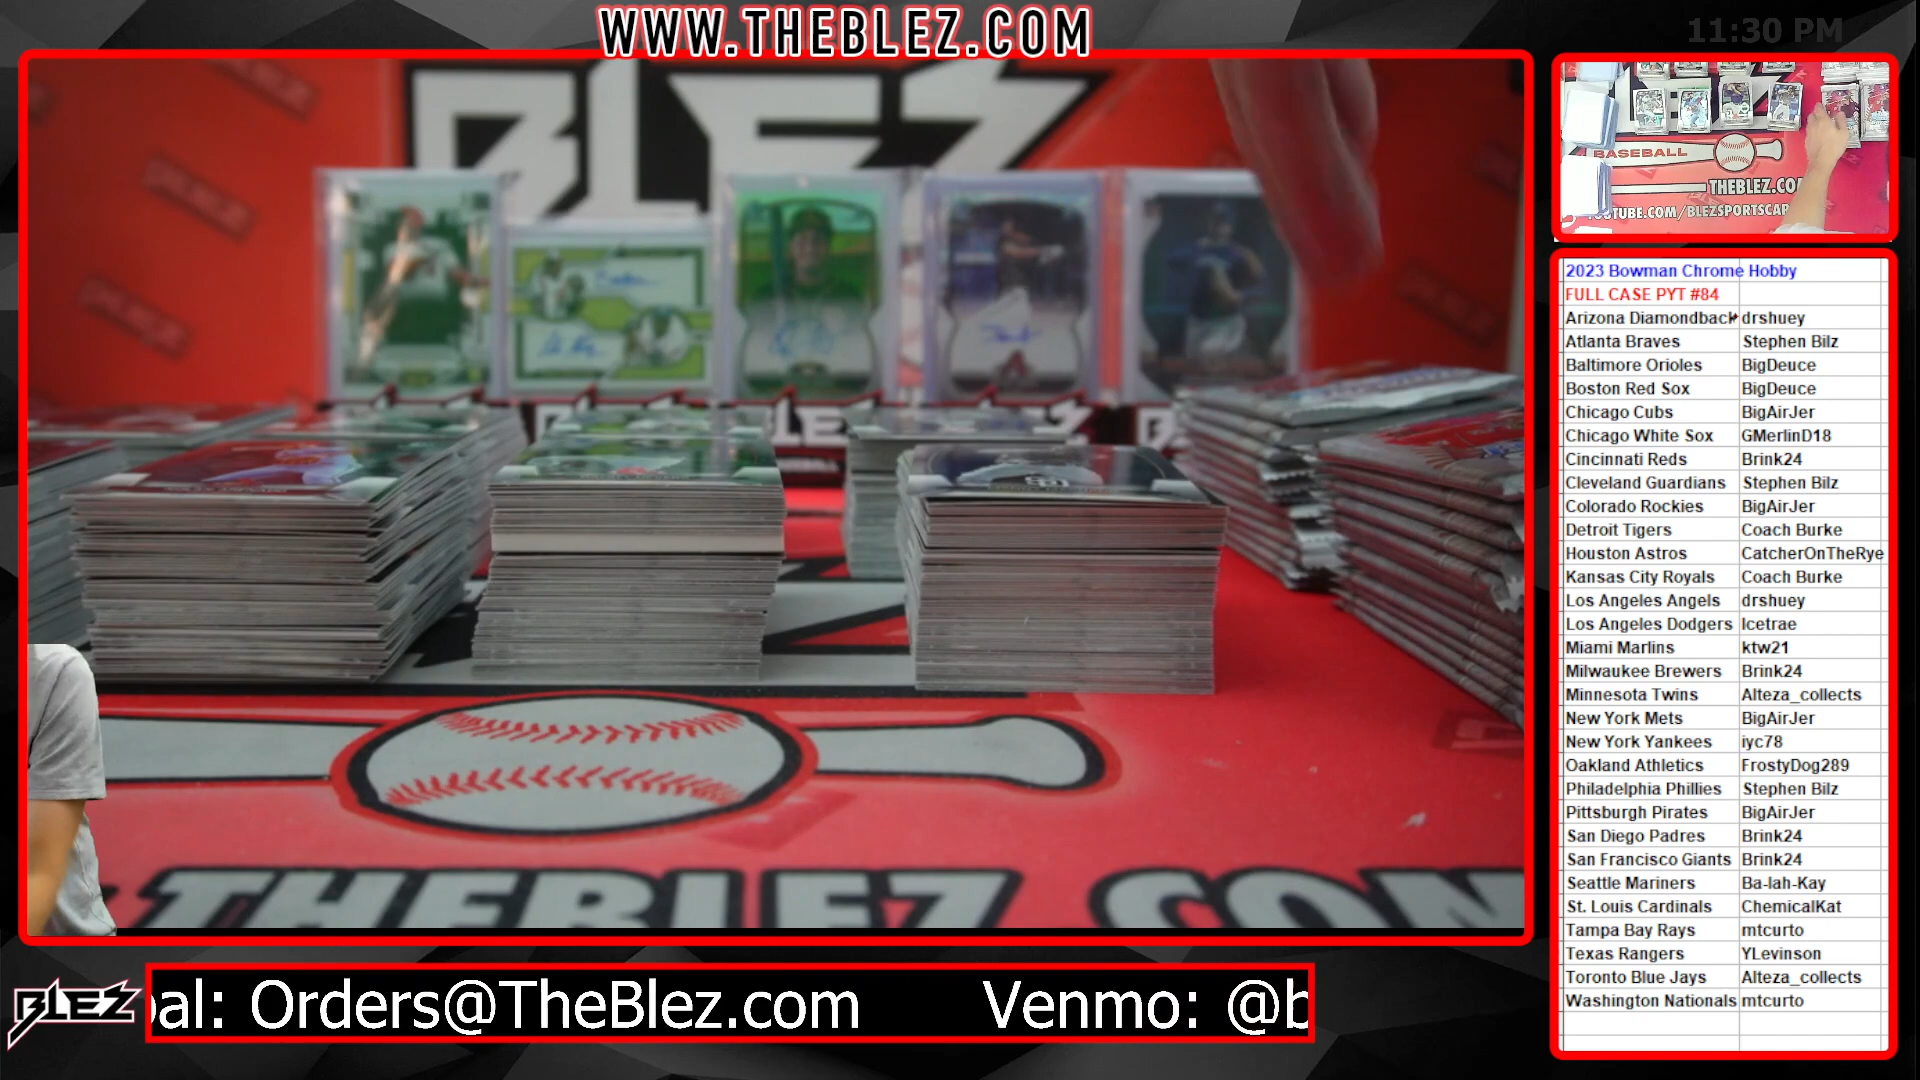 WWW.THEBLEZ.COM
11:30 PM
BLEZ
THEBLEZ.COM
BASEBALL
THEBLEZ.CO
YOUTUBE.COM/BLEZSPORTSCAR
2023 Bowman Chrome Hobby
FULL CASE PYT #84
Arizona Diamondback drshuey
Atlanta Braves Stephen Bilz
Baltimore Orioles BigDeuce
Boston Red Sox BigDeuce
Chicago Cubs BigAirJer
Chicago White Sox GMerlinD18
Cincinnati Reds Brink24
Cleveland Guardians Stephen Bilz
Colorado Rockies BigAirJer
Detroit Tigers Coach Burke
Houston Astros CatcherOnTheRye
Kansas City Royals Coach Burke
Los Angeles Angels drshuey
Los Angeles Dodgers Icetrae
Miami Marlins ktw21
Milwaukee Brewers Brink24
Minnesota Twins Alteza_collects
New York Mets BigAirJer
New York Yankees iyc78
Oakland Athletics FrostyDog289
Philadelphia Phillies Stephen Bilz
Pittsburgh Pirates BigAirJer
San Diego Padres Brink24
San Francisco Giants Brink24
Seattle Mariners Ba-lah-Kay
St. Louis Cardinals ChemicalKat
Tampa Bay Rays mtcurto
Texas Rangers YLevinson
Toronto Blue Jays Alteza_collects
Washington Nationals mtcurto
BLEZ
pal: Orders@TheBlez.com Venmo: @b